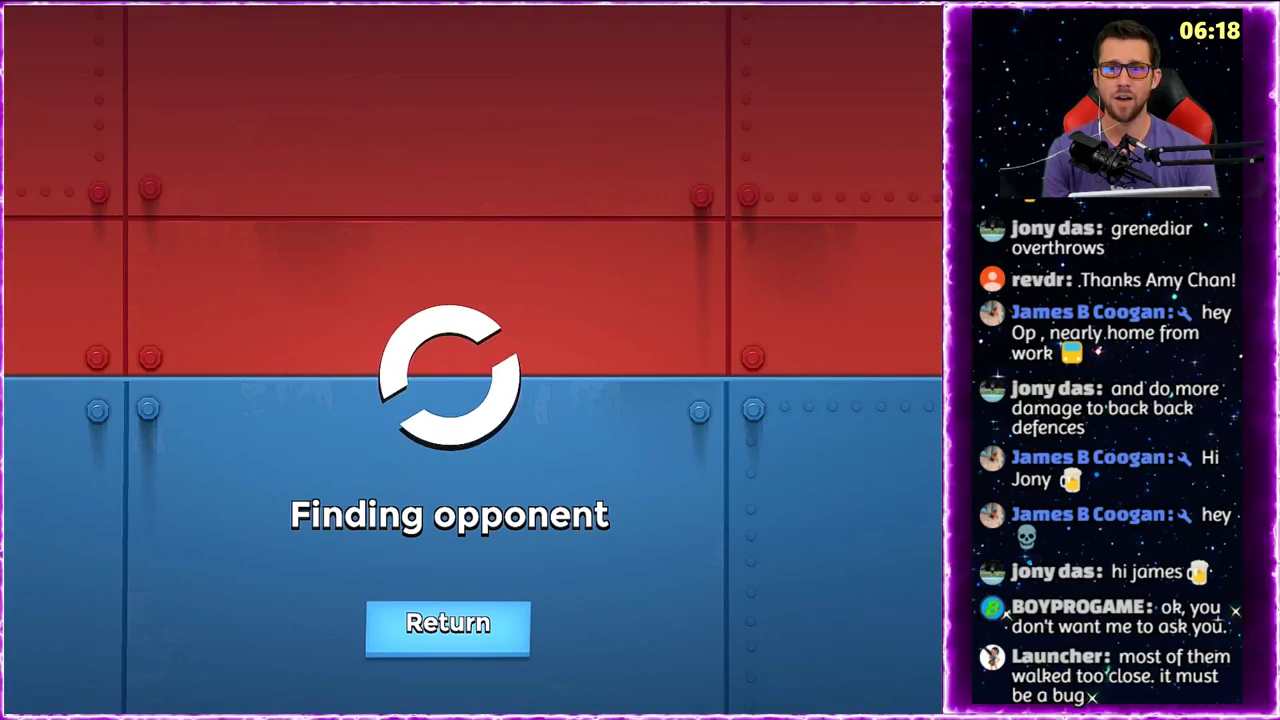 06:18
jony das: grenediar
overthrows
revdr: Thanks Amy Chan!
James B Coogan: hey
Op , nearly home from
work
jony das: and do more
damage to back back
defences
James B Coogan: Hi
Jony
James B Coogan: hey
jony das: hi james
BOYPROGAME: ok, you
don't want me to ask you.
Launcher: most of them
walked too close. it must
be a bug
Finding opponent
Return